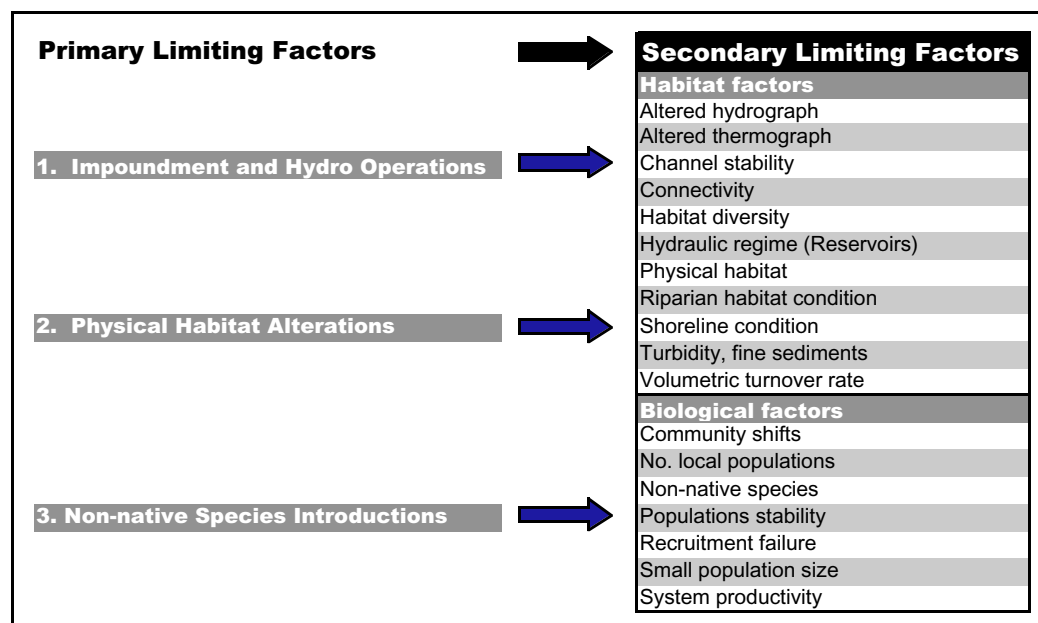 Primary Limiting Factors
Secondary Limiting Factors
Habitat factors
Altered hydrograph
Altered thermograph
1. Impoundment and Hydro Operations
Channel stability
Connectivity
Habitat diversity
Hydraulic regime (Reservoirs)
Physical habitat
Riparian habitat condition
2. Physical Habitat Alterations
Shoreline condition
Turbidity, fine sediments
Volumetric turnover rate
Biological factors
Community shifts
No. local populations
Non-native species
3. Non-native Species Introductions
Populations stability
Recruitment failure
Small population size
System productivity